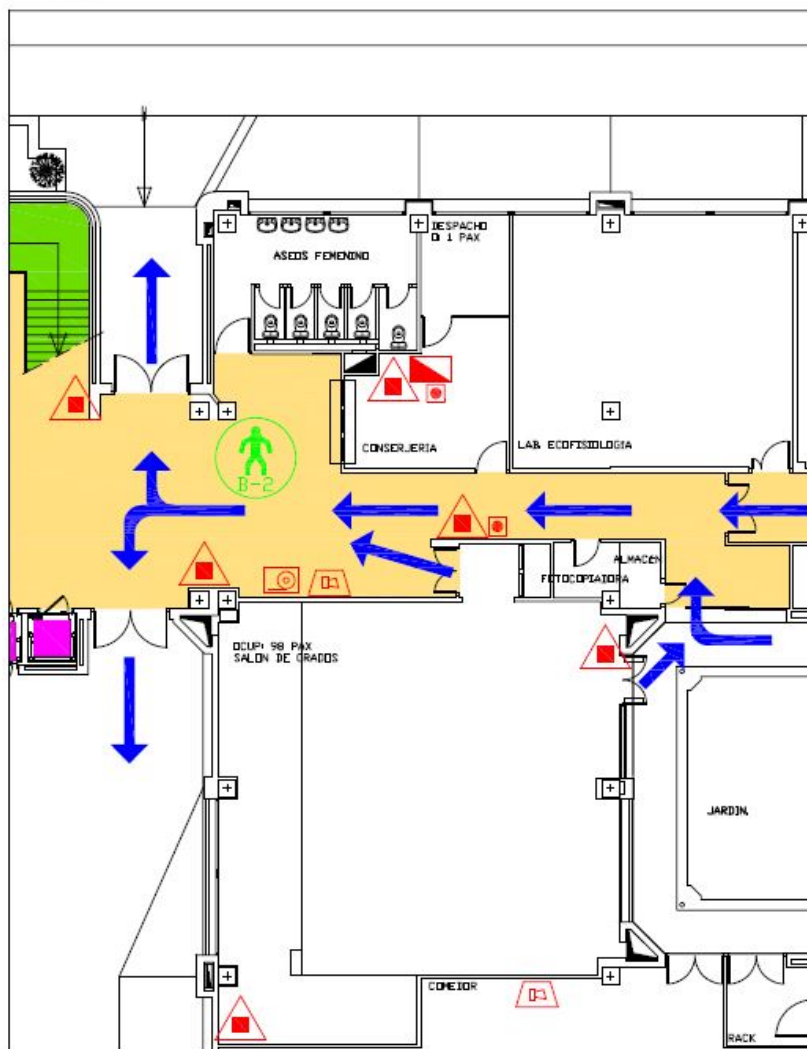 DESPACHO
D: 1 PAX
ASEOS FEMENINO
CONSERJERIA
LAB. ECOFISIOLOGIA
B-2
ALMACEN
FOTOCOPIADORA
OCUP: 98 PAX
SALON DE GRADOS
JARDIN.
COMEDOR
RACK